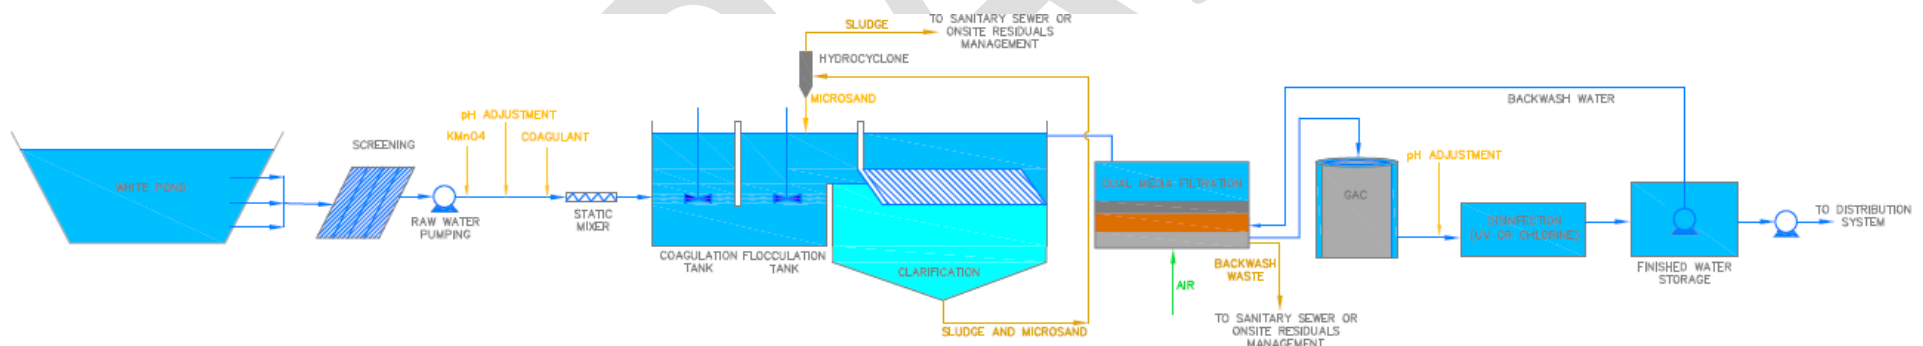 SLUDGE
TO SANITARY SEWER OR
ONSITE RESIDUALS
MANAGEMENT
HYDROCYCLONE
MICROSAND
pH ADJUSTMENT
KMnO4
COAGULANT
SCREENING
WHITE POND
RAW WATER
PUMPING
STATIC
MIXER
COAGULATION
TANK
FLOCCULATION
TANK
CLARIFICATION
SLUDGE AND MICROSAND
DUAL MEDIA FILTRATION
AIR
BACKWASH
WASTE
TO SANITARY SEWER OR
ONSITE RESIDUALS
MANAGEMENT
BACKWASH WATER
GAC
pH ADJUSTMENT
DISINFECTION
(UV OR CHLORINE)
FINISHED WATER
STORAGE
TO DISTRIBUTION
SYSTEM